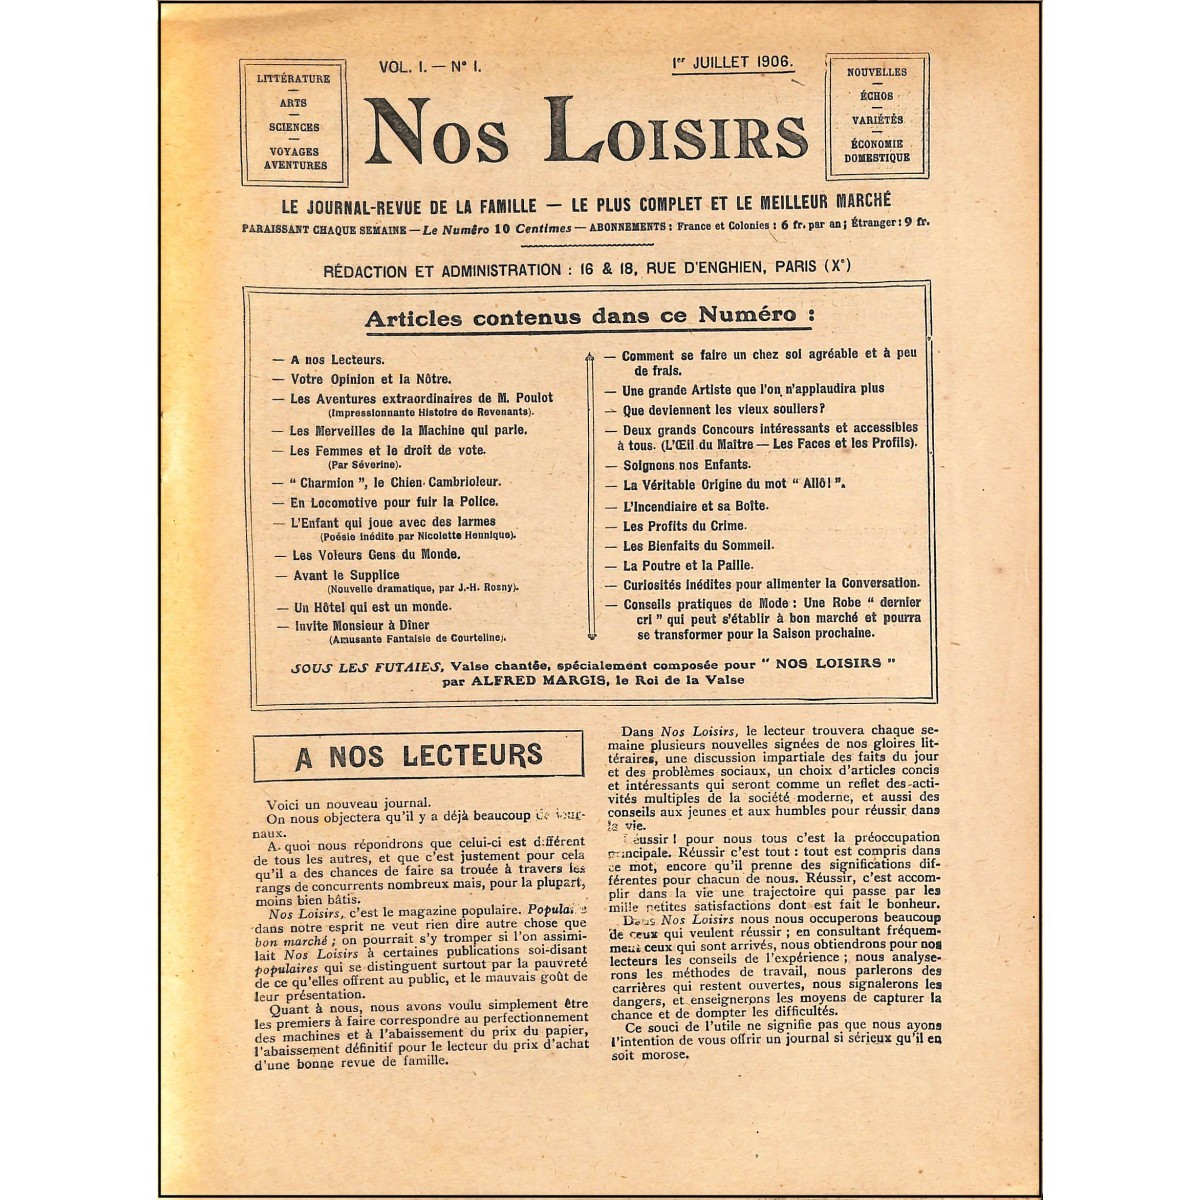 LITTÉRATURE
—
ARTS
—
SCIENCES
—
VOYAGES
AVENTURES
VOL. I. — N° I.
1er JUILLET 1906.
NOUVELLES
—
ÉCHOS
—
VARIÉTÉS
—
ÉCONOMIE
DOMESTIQUE
NOS LOISIRS
LE JOURNAL-REVUE DE LA FAMILLE — LE PLUS COMPLET ET LE MEILLEUR MARCHÉ
PARAISSANT CHAQUE SEMAINE — Le Numéro 10 Centimes — ABONNEMENTS : France et Colonies : 6 fr. par an ; Étranger : 9 fr.
RÉDACTION ET ADMINISTRATION : 16 & 18, RUE D'ENGHIEN, PARIS (Xe)
Articles contenus dans ce Numéro :
— A nos Lecteurs.
— Votre Opinion et la Nôtre.
— Les Aventures extraordinaires de M. Poulot
(Impressionnante Histoire de Revenants).
— Les Merveilles de la Machine qui parle.
— Les Femmes et le droit de vote.
(Par Séverine).
— " Charmion ", le Chien Cambrioleur.
— En Locomotive pour fuir la Police.
— L'Enfant qui joue avec des larmes
(Poésie inédite par Nicolette Hennique).
— Les Voleurs Gens du Monde.
— Avant le Supplice
(Nouvelle dramatique, par J.-H. Rosny).
— Un Hôtel qui est un monde.
— Invite Monsieur à Dîner
(Amusante Fantaisie de Courteline).
— Comment se faire un chez soi agréable et à peu
de frais.
— Une grande Artiste que l'on n'applaudira plus
— Que deviennent les vieux souliers?
— Deux grands Concours intéressants et accessibles
à tous. (L'Œil du Maître — Les Faces et les Profils).
— Soignons nos Enfants.
— La Véritable Origine du mot " Allô! ".
— L'Incendiaire et sa Boîte.
— Les Profits du Crime.
— Les Bienfaits du Sommeil.
— La Poutre et la Paille.
— Curiosités inédites pour alimenter la Conversation.
— Conseils pratiques de Mode : Une Robe " dernier
cri " qui peut s'établir à bon marché et pourra
se transformer pour la Saison prochaine.
SOUS LES FUTAIES, Valse chantée, spécialement composée pour " NOS LOISIRS "
par ALFRED MARGIS, le Roi de la Valse
A NOS LECTEURS
Voici un nouveau journal.
On nous objectera qu'il y a déjà beaucoup de jour-
naux.
A quoi nous répondrons que celui-ci est différent
de tous les autres, et que c'est justement pour cela
qu'il a des chances de faire sa trouée à travers les
rangs de concurrents nombreux mais, pour la plupart,
moins bien bâtis.
Nos Loisirs, c'est le magazine populaire. Populaire
dans notre esprit ne veut rien dire autre chose que
bon marché ; on pourrait s'y tromper si l'on assimi-
lait Nos Loisirs à certaines publications soi-disant
populaires qui se distinguent surtout par la pauvreté
de ce qu'elles offrent au public, et le mauvais goût de
leur présentation.
Quant à nous, nous avons voulu simplement être
les premiers à faire correspondre au perfectionnement
des machines et à l'abaissement du prix du papier,
l'abaissement définitif pour le lecteur du prix d'achat
d'une bonne revue de famille.
Dans Nos Loisirs, le lecteur trouvera chaque se-
maine plusieurs nouvelles signées de nos gloires lit-
téraires, une discussion impartiale des faits du jour
et des problèmes sociaux, un choix d'articles concis
et intéressants qui seront comme un reflet des acti-
vités multiples de la société moderne, et aussi des
conseils aux jeunes et aux humbles pour réussir dans
la vie.
Réussir ! pour nous tous c'est la préoccupation
principale. Réussir c'est tout : tout est compris dans
ce mot, encore qu'il prenne des significations dif-
férentes pour chacun de nous. Réussir, c'est accom-
plir dans la vie une trajectoire qui passe par les
mille petites satisfactions dont est fait le bonheur.
Dans Nos Loisirs nous nous occuperons beaucoup
de ceux qui veulent réussir ; en consultant fréquem-
ment ceux qui sont arrivés, nous obtiendrons pour nos
lecteurs les conseils de l'expérience ; nous analyse-
rons les méthodes de travail, nous parlerons des
carrières qui restent ouvertes, nous signalerons les
dangers, et enseignerons les moyens de capturer la
chance et de dompter les difficultés.
Ce souci de l'utile ne signifie pas que nous ayons
l'intention de vous offrir un journal si sérieux qu'il en
soit morose.